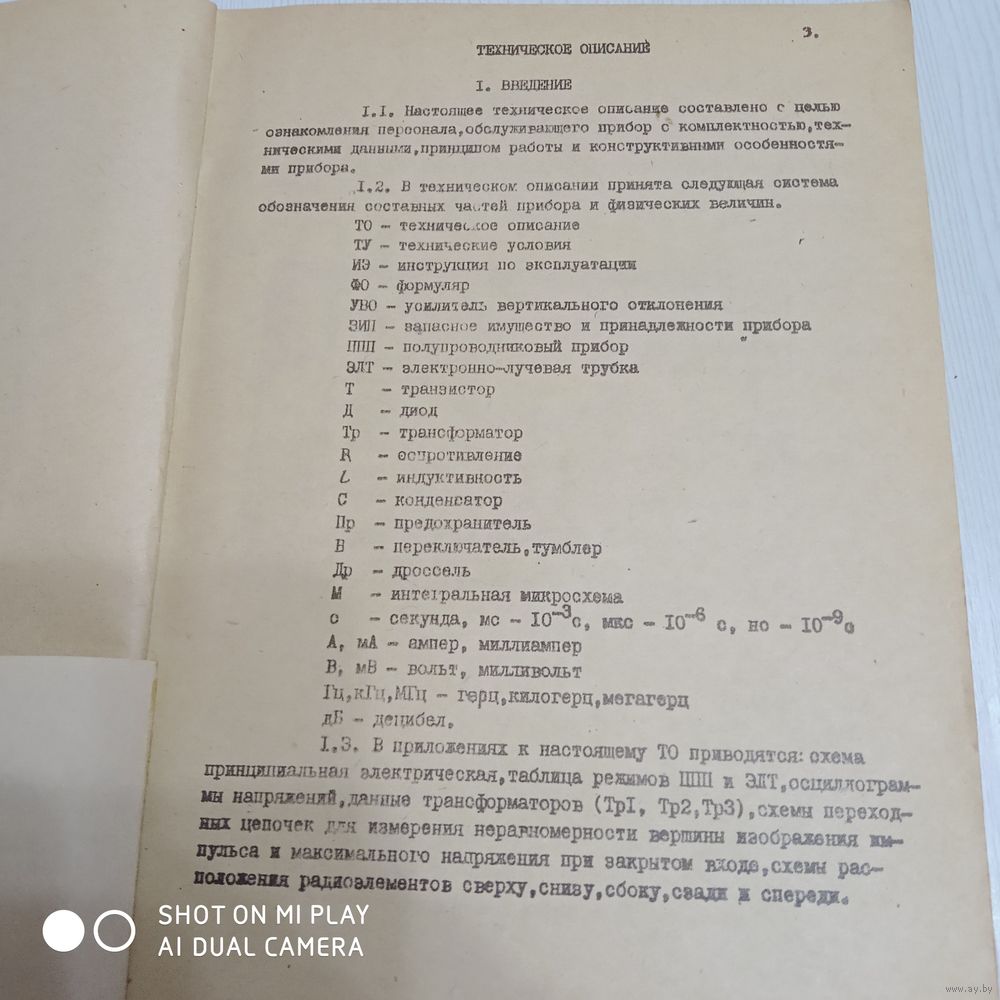 3.
ТЕХНИЧЕСКОЕ ОПИСАНИЕ
I. ВВЕДЕНИЕ
I.I. Настоящее техническое описание составлено с целью
ознакомления персонала,обслуживающего прибор с комплектностью,тех-
ническими данными,принципом работы и конструктивными особенностя-
ми прибора.
I.2. В техническом описании принята следующая система
обозначения составных частей прибора и физических величин.
ТО - техническое описание
ТУ - технические условия
ИЭ - инструкция по эксплуатации
ФО - формуляр
УВО - усилитель вертикального отклонения
ЗИП - запасное имущество и принадлежности прибора
ППП - полупроводниковый прибор
ЭЛТ - электронно-лучевая трубка
Т - транзистор
Д - диод
Тр - трансформатор
R - сопротивление
L - индуктивность
С - конденсатор
Пр - предохранитель
В - переключатель,тумблер
Др - дроссель
М - интегральная микросхема
с - секунда, мс - 10⁻³с, мкс - 10⁻⁶ с, нс - 10⁻⁹с
А, мА - ампер, миллиампер
В, мВ - вольт, милливольт
Гц,кГц,МГц - герц,килогерц,мегагерц
дБ - децибел.
I.3. В приложениях к настоящему ТО приводятся: схема
принципиальная электрическая,таблица режимов ППП и ЭЛТ,осциллограм-
мы напряжений,данные трансформаторов (ТрI, Тр2,Тр3),схемы переход-
ных цепочек для измерения неравномерности вершины изображения им-
пульса и максимального напряжения при закрытом входе,схемы рас-
положения радиоэлементов сверху,снизу,сбоку,сзади и спереди.
SHOT ON MI PLAY
AI DUAL CAMERA
www.ay.by